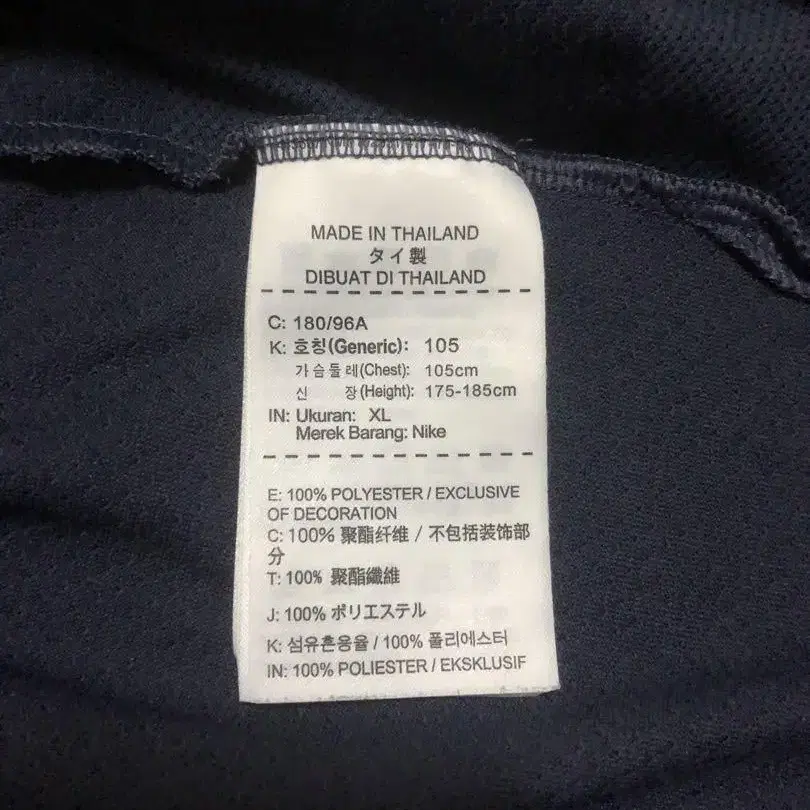 MADE IN THAILAND
タイ製
DIBUAT DI THAILAND
C: 180/96A
K: 호칭(Generic): 105
가슴둘레(Chest): 105cm
신 장(Height): 175-185cm
IN: Ukuran: XL
Merek Barang: Nike
E: 100% POLYESTER / EXCLUSIVE
OF DECORATION
C: 100% 聚酯纤维 / 不包括装饰部
分
T: 100% 聚酯纖維
J: 100% ポリエステル
K: 섬유혼용율 / 100% 폴리에스터
IN: 100% POLIESTER / EKSKLUSIF